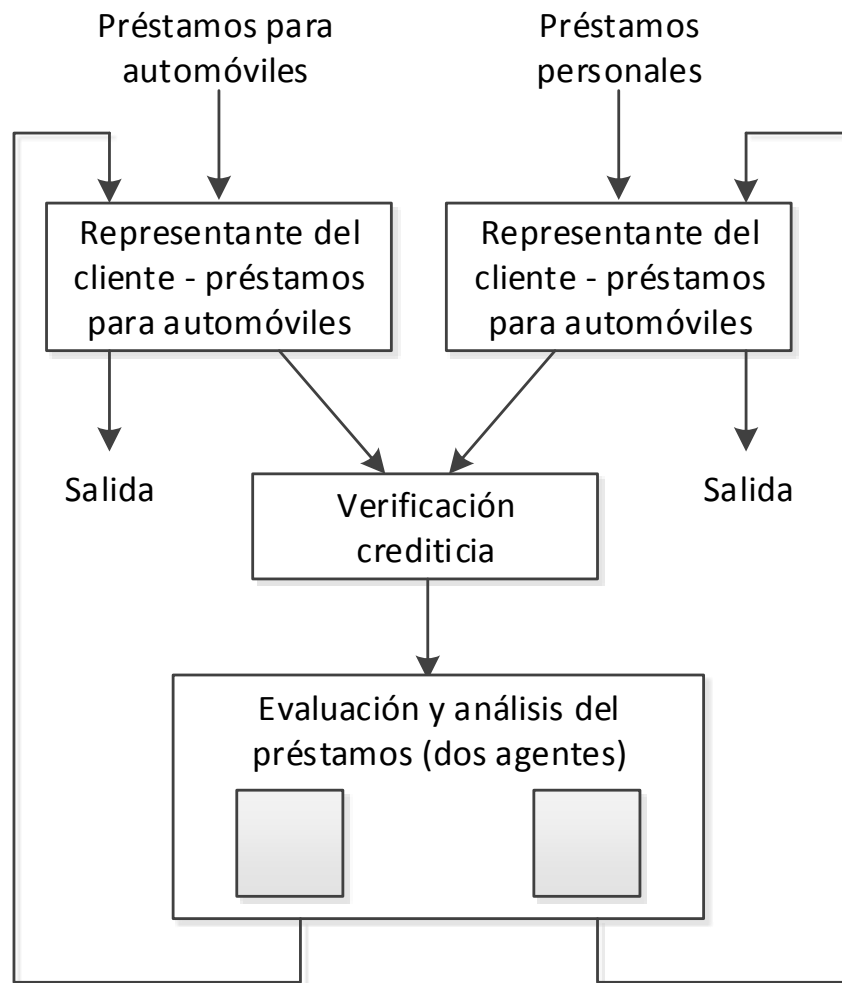 Préstamos para
automóviles
Préstamos
personales
Representante del
cliente - préstamos
para automóviles
Representante del
cliente - préstamos
para automóviles
Salida
Salida
Verificación
crediticia
Evaluación y análisis del
préstamos (dos agentes)